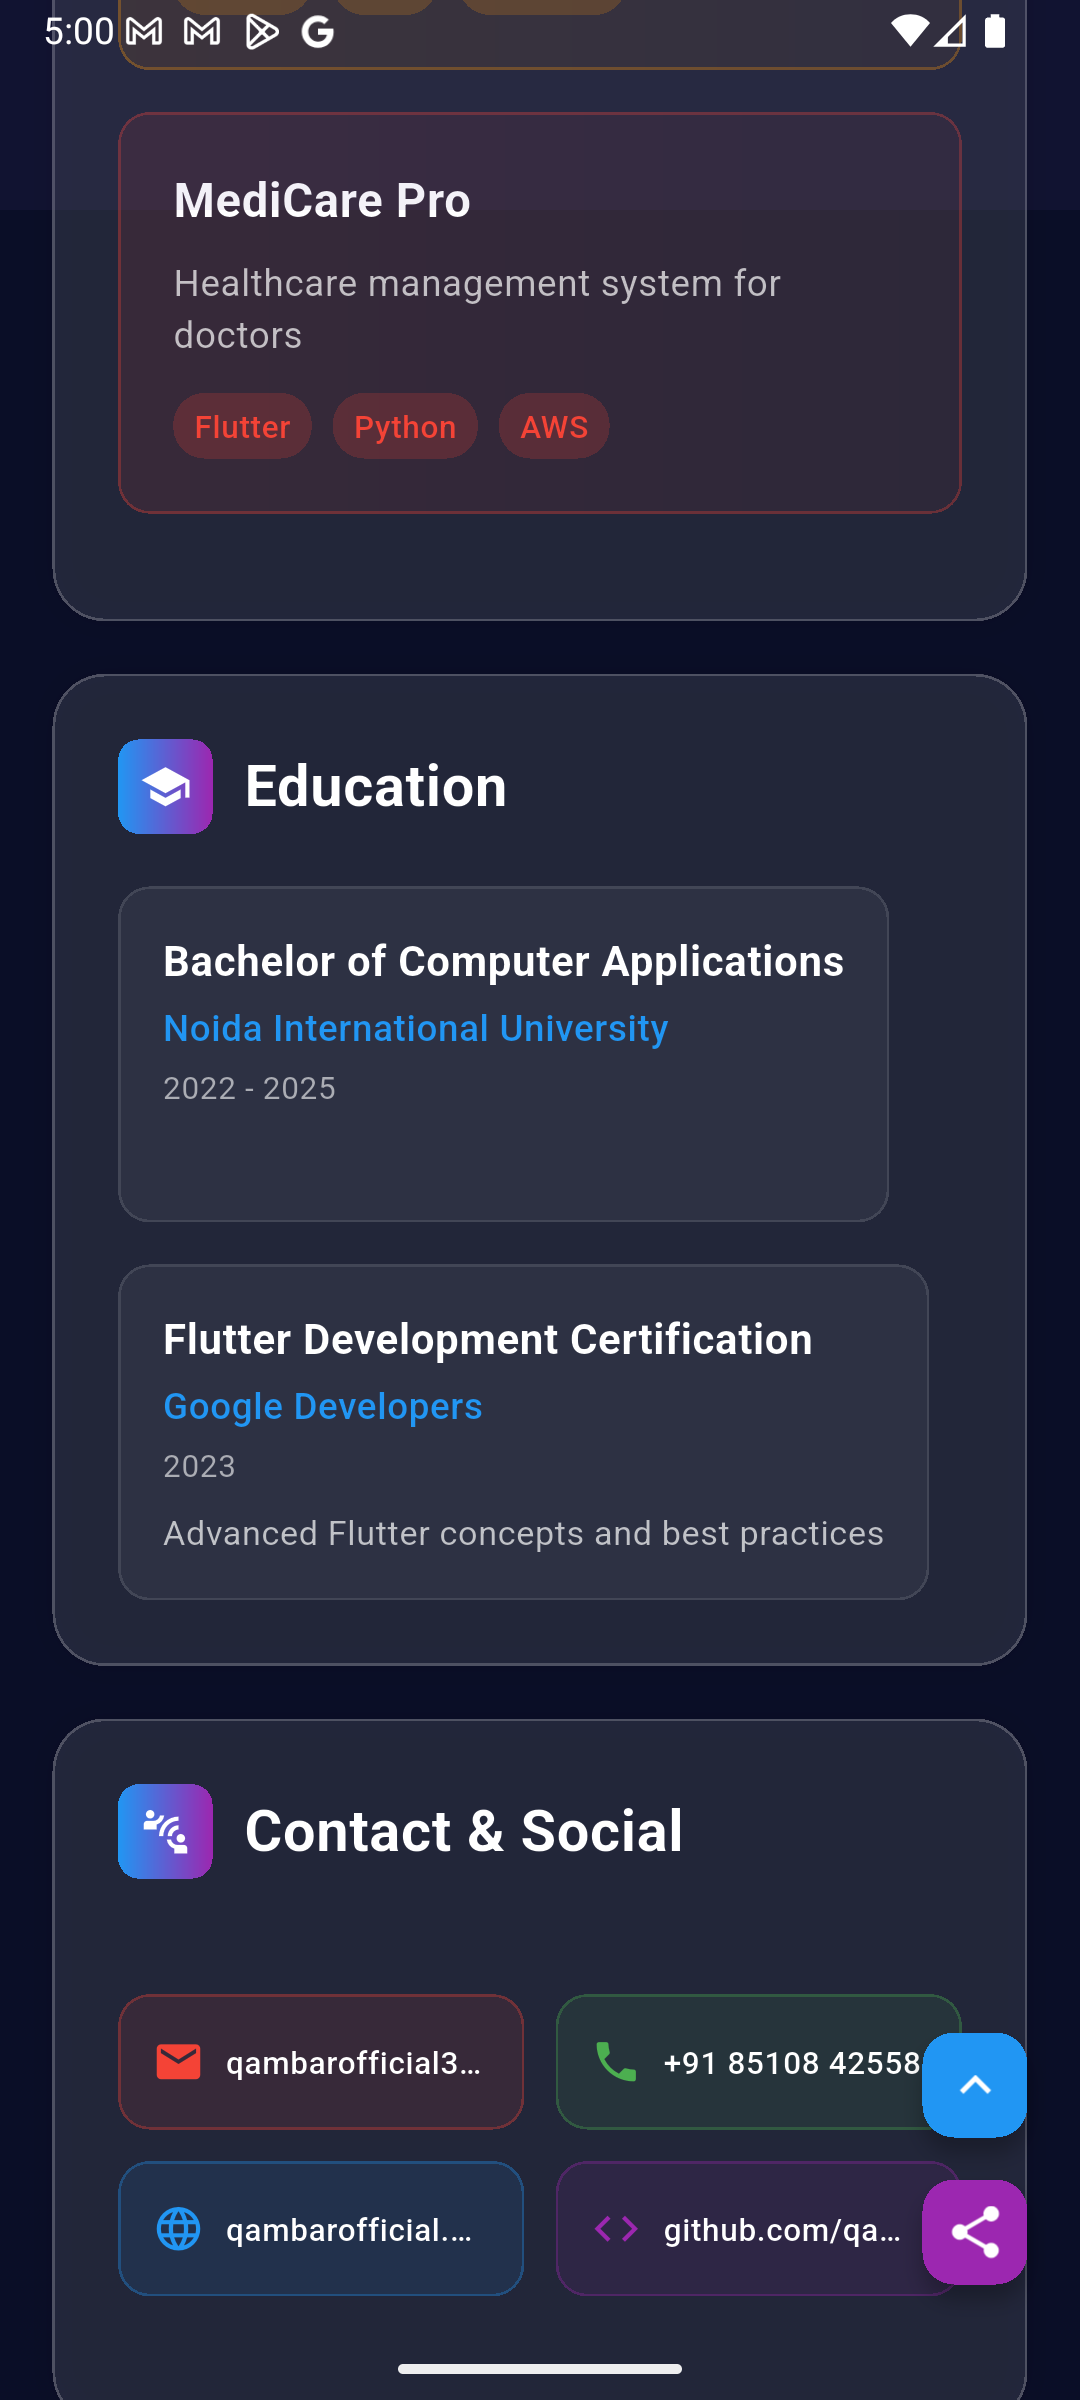 5:00
MediCare Pro
Healthcare management system for
doctors
Flutter Python AWS
Education
Bachelor of Computer Applications
Noida International University
2022 - 2025
Flutter Development Certification
Google Developers
2023
Advanced Flutter concepts and best practices
Contact & Social
qambarofficial3...
+91 85108 42558
qambarofficial....
github.com/qa...